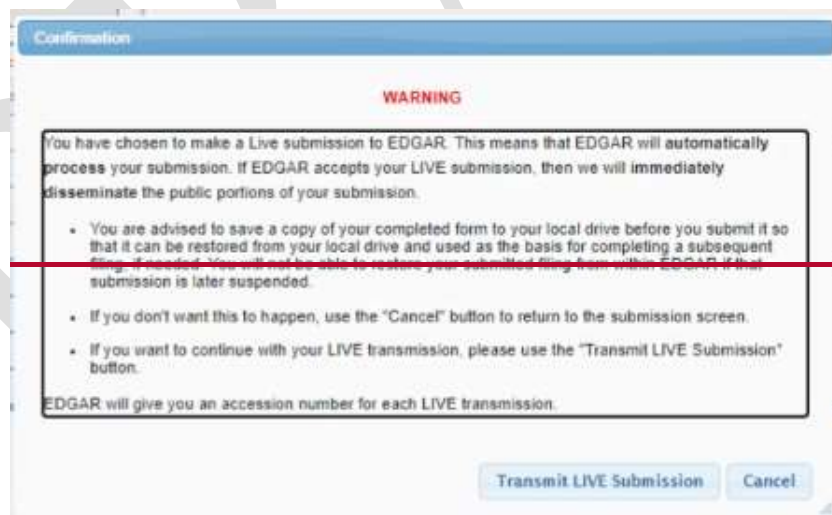 Confirmation
WARNING
You have chosen to make a Live submission to EDGAR. This means that EDGAR will automatically
process your submission. If EDGAR accepts your LIVE submission, then we will immediately
disseminate the public portions of your submission.
• You are advised to save a copy of your completed form to your local drive before you submit it so
that it can be restored from your local drive and used as the basis for completing a subsequent
filing, if needed. You will not be able to restore your submitted filing from within EDGAR if that
submission is later suspended.
• If you don't want this to happen, use the "Cancel" button to return to the submission screen.
• If you want to continue with your LIVE transmission, please use the "Transmit LIVE Submission"
button.
EDGAR will give you an accession number for each LIVE transmission.
Transmit LIVE Submission Cancel